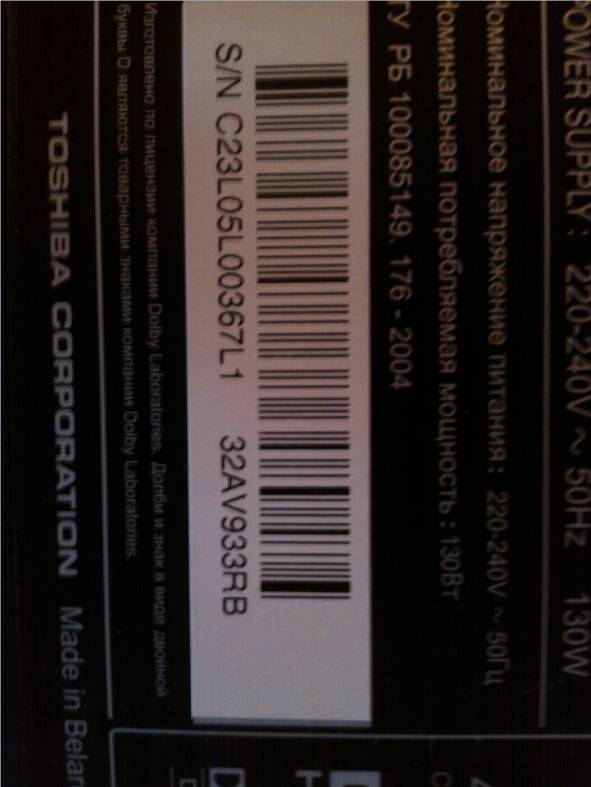 POWER SUPPLY : 220-240V ~ 50Hz 130W
Номинальное напряжение питания : 220-240V ~ 50Гц
Номинальная потребляемая мощность : 130Вт
ТУ РБ 100085149. 176 - 2004
S/N C23L05L00367L1 32AV933RB
Изготовлено по лицензии компании Dolby Laboratories. Долби и знак в виде двойной
буквы D являются товарными знаками компании Dolby Laboratories.
TOSHIBA CORPORATION Made in Belar